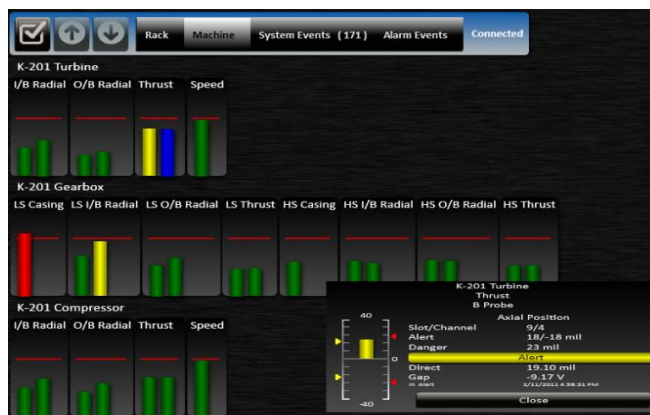 Rack Machine System Events (171) Alarm Events Connected
K-201 Turbine
I/B Radial O/B Radial Thrust Speed
K-201 Gearbox
LS Casing LS I/B Radial LS O/B Radial LS Thrust HS Casing HS I/B Radial HS O/B Radial HS Thrust
K-201 Compressor
I/B Radial O/B Radial Thrust Speed
K-201 Turbine
Thrust
B Probe
Axial Position
40
0
-40
Slot/Channel 9/4
Alert 18/-18 mil
Danger 23 mil
Alert
Direct 19.10 mil
Gap -9.17 V
In Alert 2/11/2011 4:38:31 PM
Close